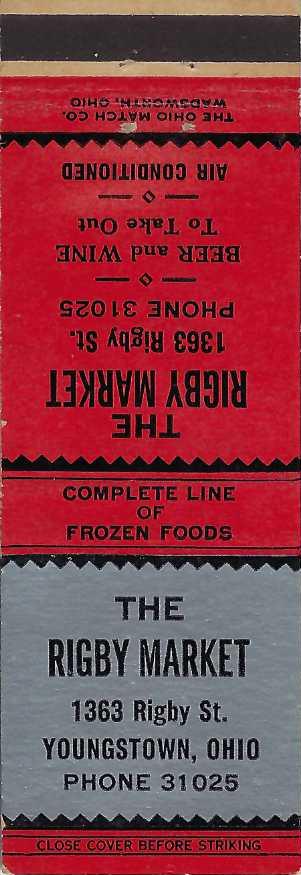 THE OHIO MATCH CO.
WADSWORTH, OHIO
THE
RIGBY MARKET
1363 Rigby St.
PHONE 31025
BEER and WINE
To Take Out
AIR CONDITIONED
COMPLETE LINE
OF
FROZEN FOODS
THE
RIGBY MARKET
1363 Rigby St.
YOUNGSTOWN, OHIO
PHONE 31025
CLOSE COVER BEFORE STRIKING